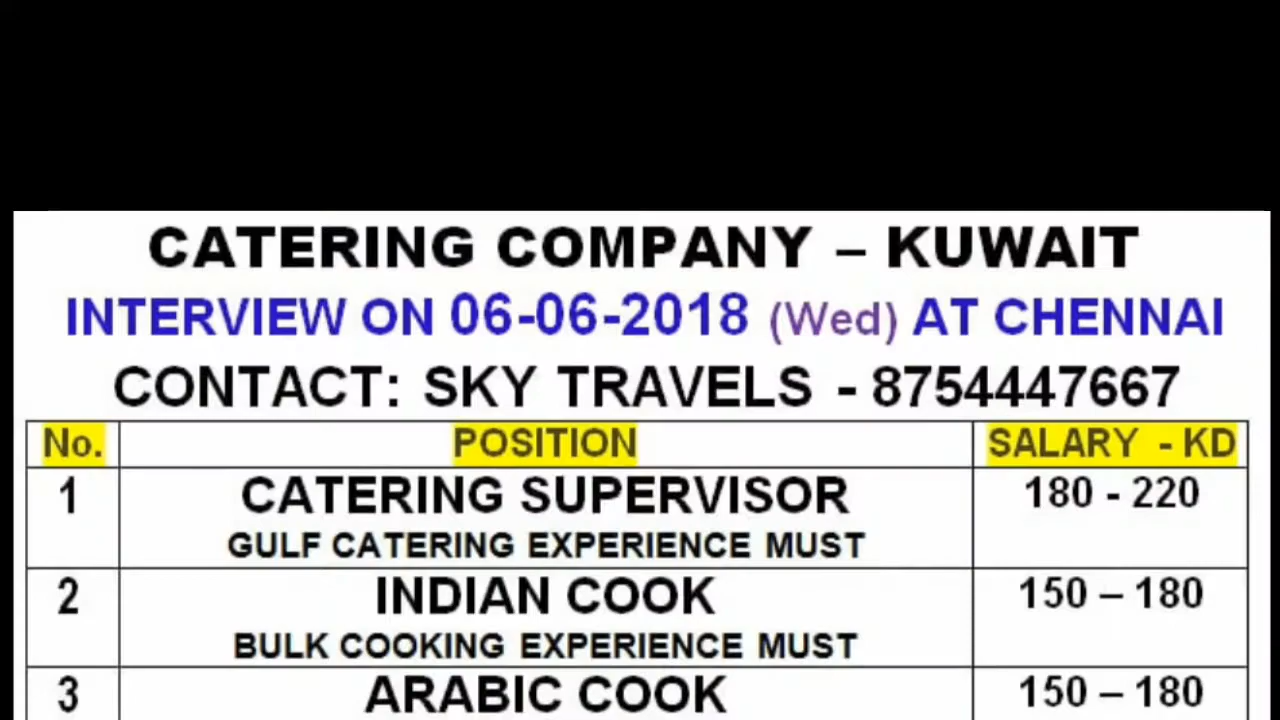 CATERING COMPANY – KUWAIT
INTERVIEW ON 06-06-2018 (Wed) AT CHENNAI
CONTACT: SKY TRAVELS - 8754447667
No. POSITION SALARY - KD
1 CATERING SUPERVISOR 180 - 220
GULF CATERING EXPERIENCE MUST
2 INDIAN COOK 150 – 180
BULK COOKING EXPERIENCE MUST
3 ARABIC COOK 150 – 180